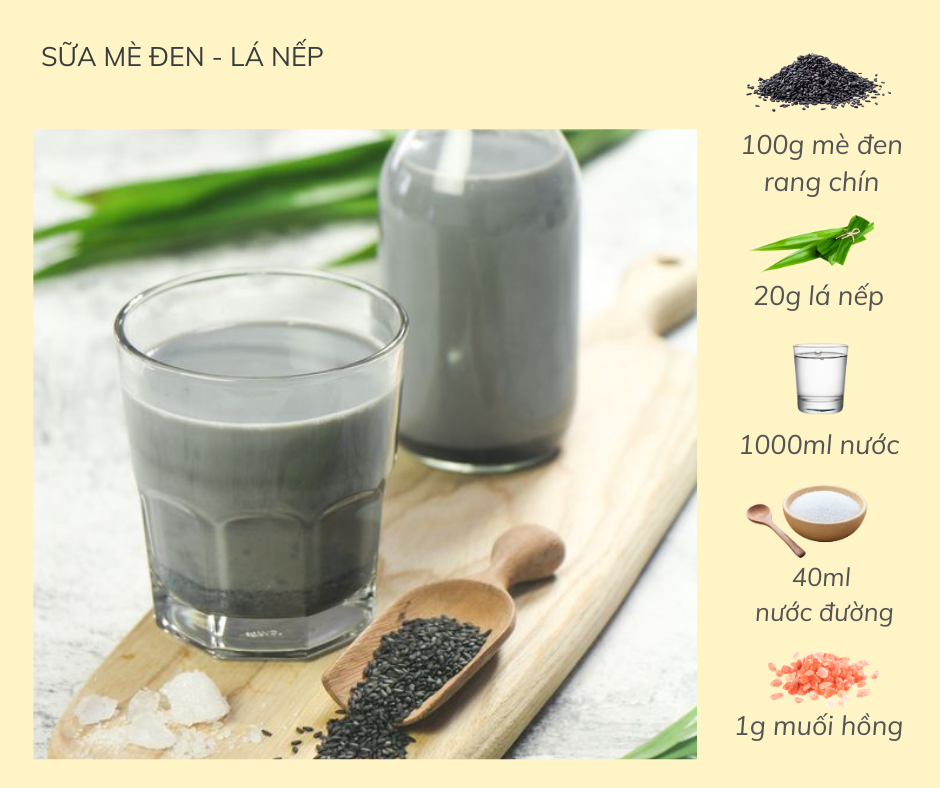 SỮA MÈ ĐEN - LÁ NẾP
100g mè đen
rang chín
20g lá nếp
1000ml nước
40ml
nước đường
1g muối hồng